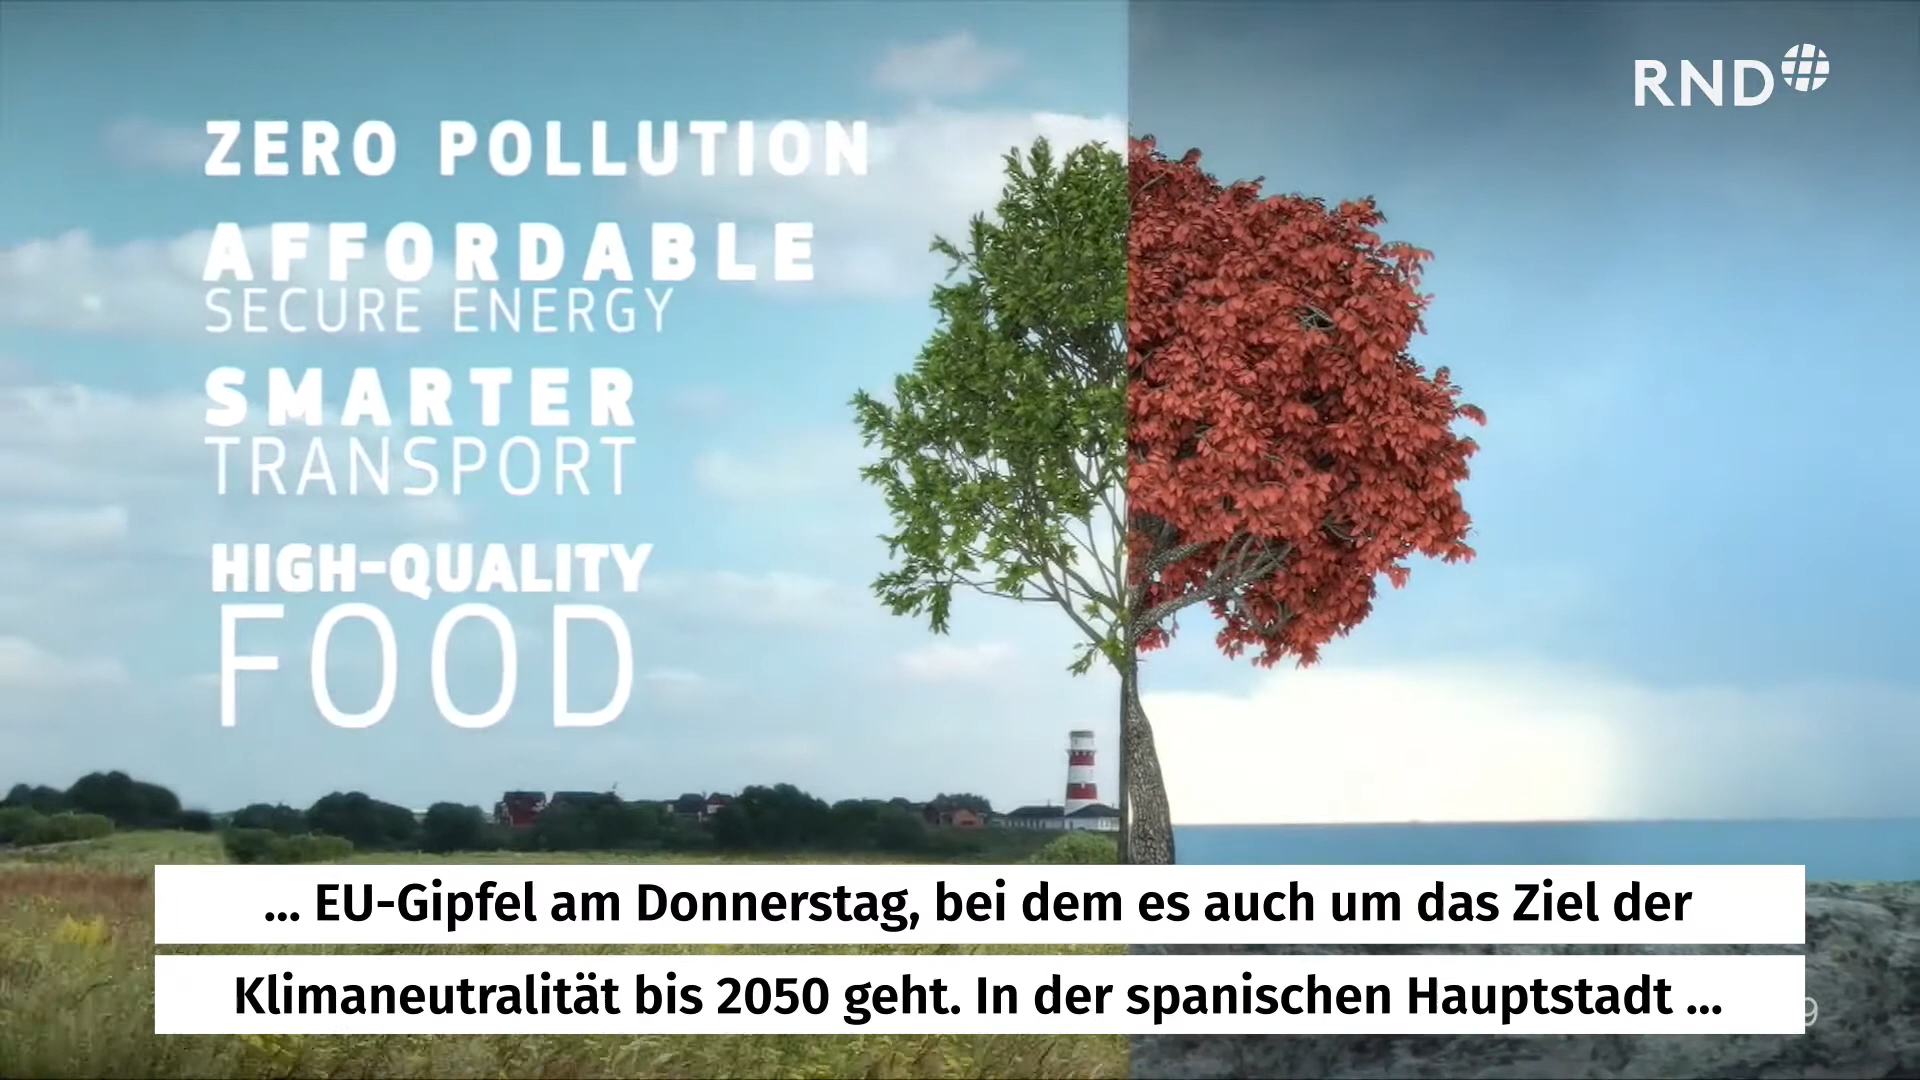 RND
ZERO POLLUTION
AFFORDABLE
SECURE ENERGY
SMARTER
TRANSPORT
HIGH-QUALITY
FOOD
... EU-Gipfel am Donnerstag, bei dem es auch um das Ziel der
Klimaneutralität bis 2050 geht. In der spanischen Hauptstadt ...